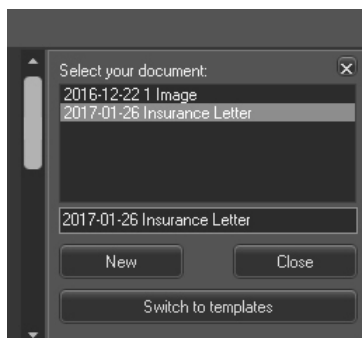 Select your document:
2016-12-22 1 Image
2017-01-26 Insurance Letter
2017-01-26 Insurance Letter
New Close
Switch to templates